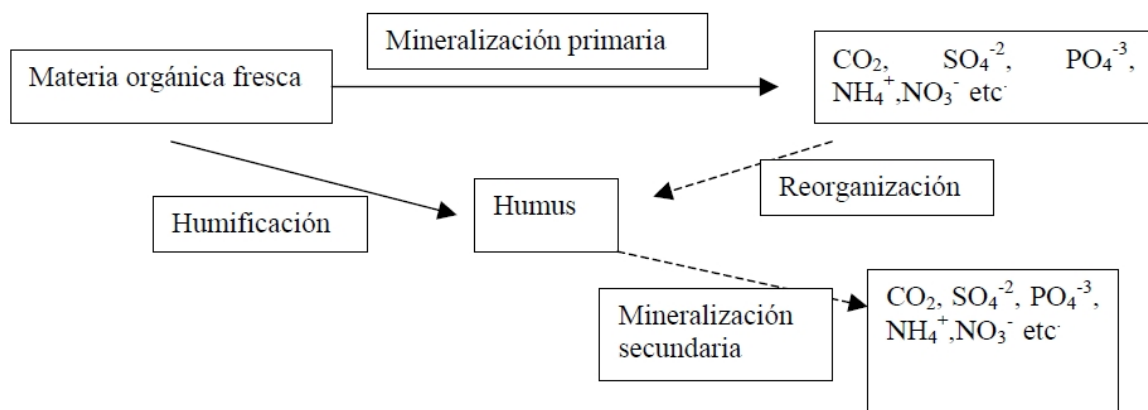 Mineralización primaria
Materia orgánica fresca
CO₂, SO₄⁻², PO₄⁻³,
NH₄⁺,NO₃⁻ etc.
Humificación
Humus
Reorganización
Mineralización
secundaria
CO₂, SO₄⁻², PO₄⁻³,
NH₄⁺,NO₃⁻ etc.